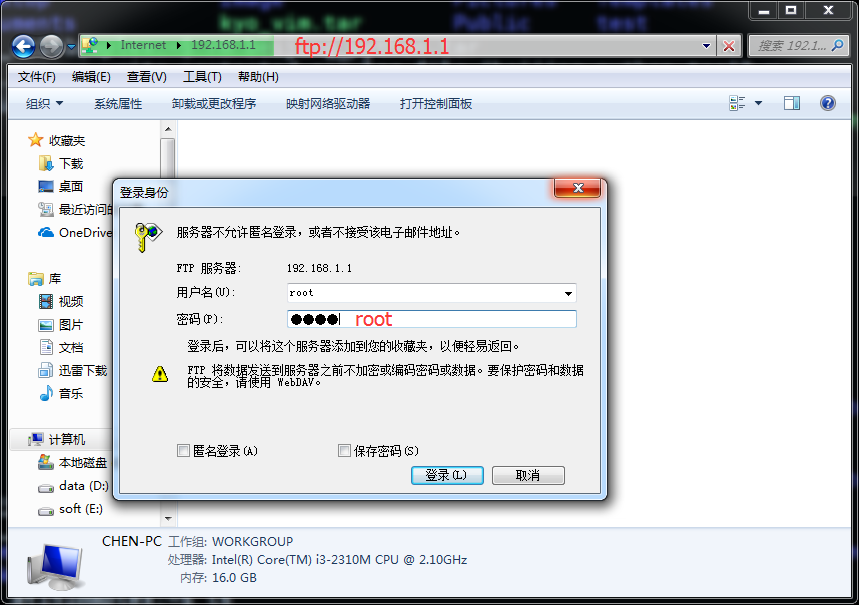 uments
kyo_vim.tar
Public
test
Internet
192.168.1.1
ftp://192.168.1.1
搜索 192.1...
文件(F) 编辑(E) 查看(V) 工具(T) 帮助(H)
组织 系统属性 卸载或更改程序 映射网络驱动器 打开控制面板
收藏夹
下载
桌面
最近访问的
OneDrive
库
视频
图片
文档
迅雷下载
音乐
计算机
本地磁盘
data (D:)
soft (E:)
登录身份
服务器不允许匿名登录，或者不接受该电子邮件地址。
FTP 服务器: 192.168.1.1
用户名(U): root
密码(P): ●●●● root
登录后，可以将这个服务器添加到您的收藏夹，以便轻易返回。
FTP 将数据发送到服务器之前不加密或编码密码或数据。要保护密码和数据
的安全，请使用 WebDAV。
匿名登录(A) 保存密码(S)
登录(L) 取消
CHEN-PC 工作组: WORKGROUP
处理器: Intel(R) Core(TM) i3-2310M CPU @ 2.10GHz
内存: 16.0 GB